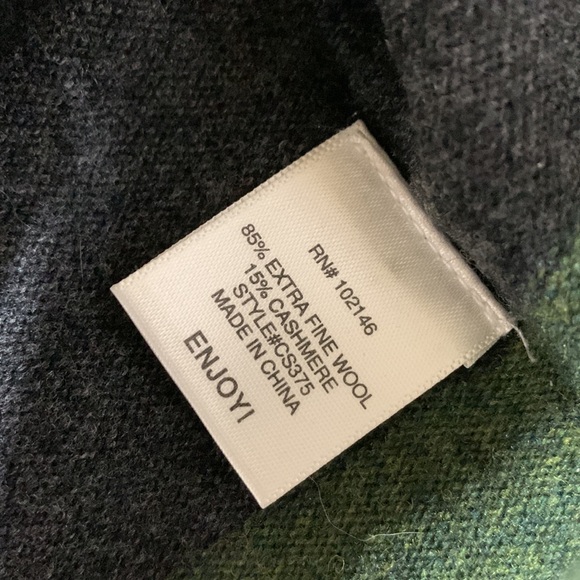 RN# 102146
85% EXTRA FINE WOOL
15% CASHMERE
STYLE#CS375
MADE IN CHINA
ENJOY!